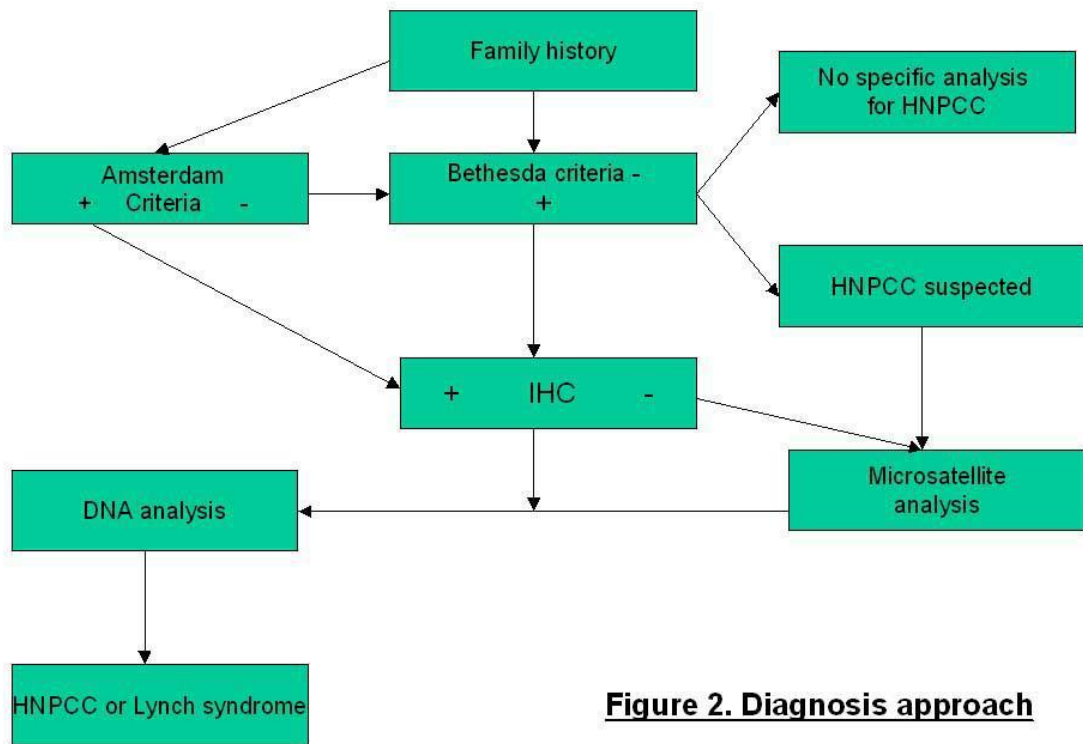 Family history
No specific analysis
for HNPCC
Amsterdam
+ Criteria -
Bethesda criteria -
+
HNPCC suspected
+ IHC -
Microsatellite
analysis
DNA analysis
HNPCC or Lynch syndrome
Figure 2. Diagnosis approach